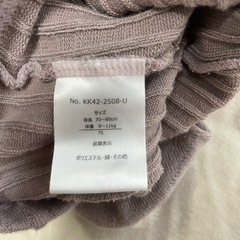 No. KK42-2508-U
サイズ
身長 70～80cm
体重 9～11kg
75
品質表示
ポリエステル・綿・その他